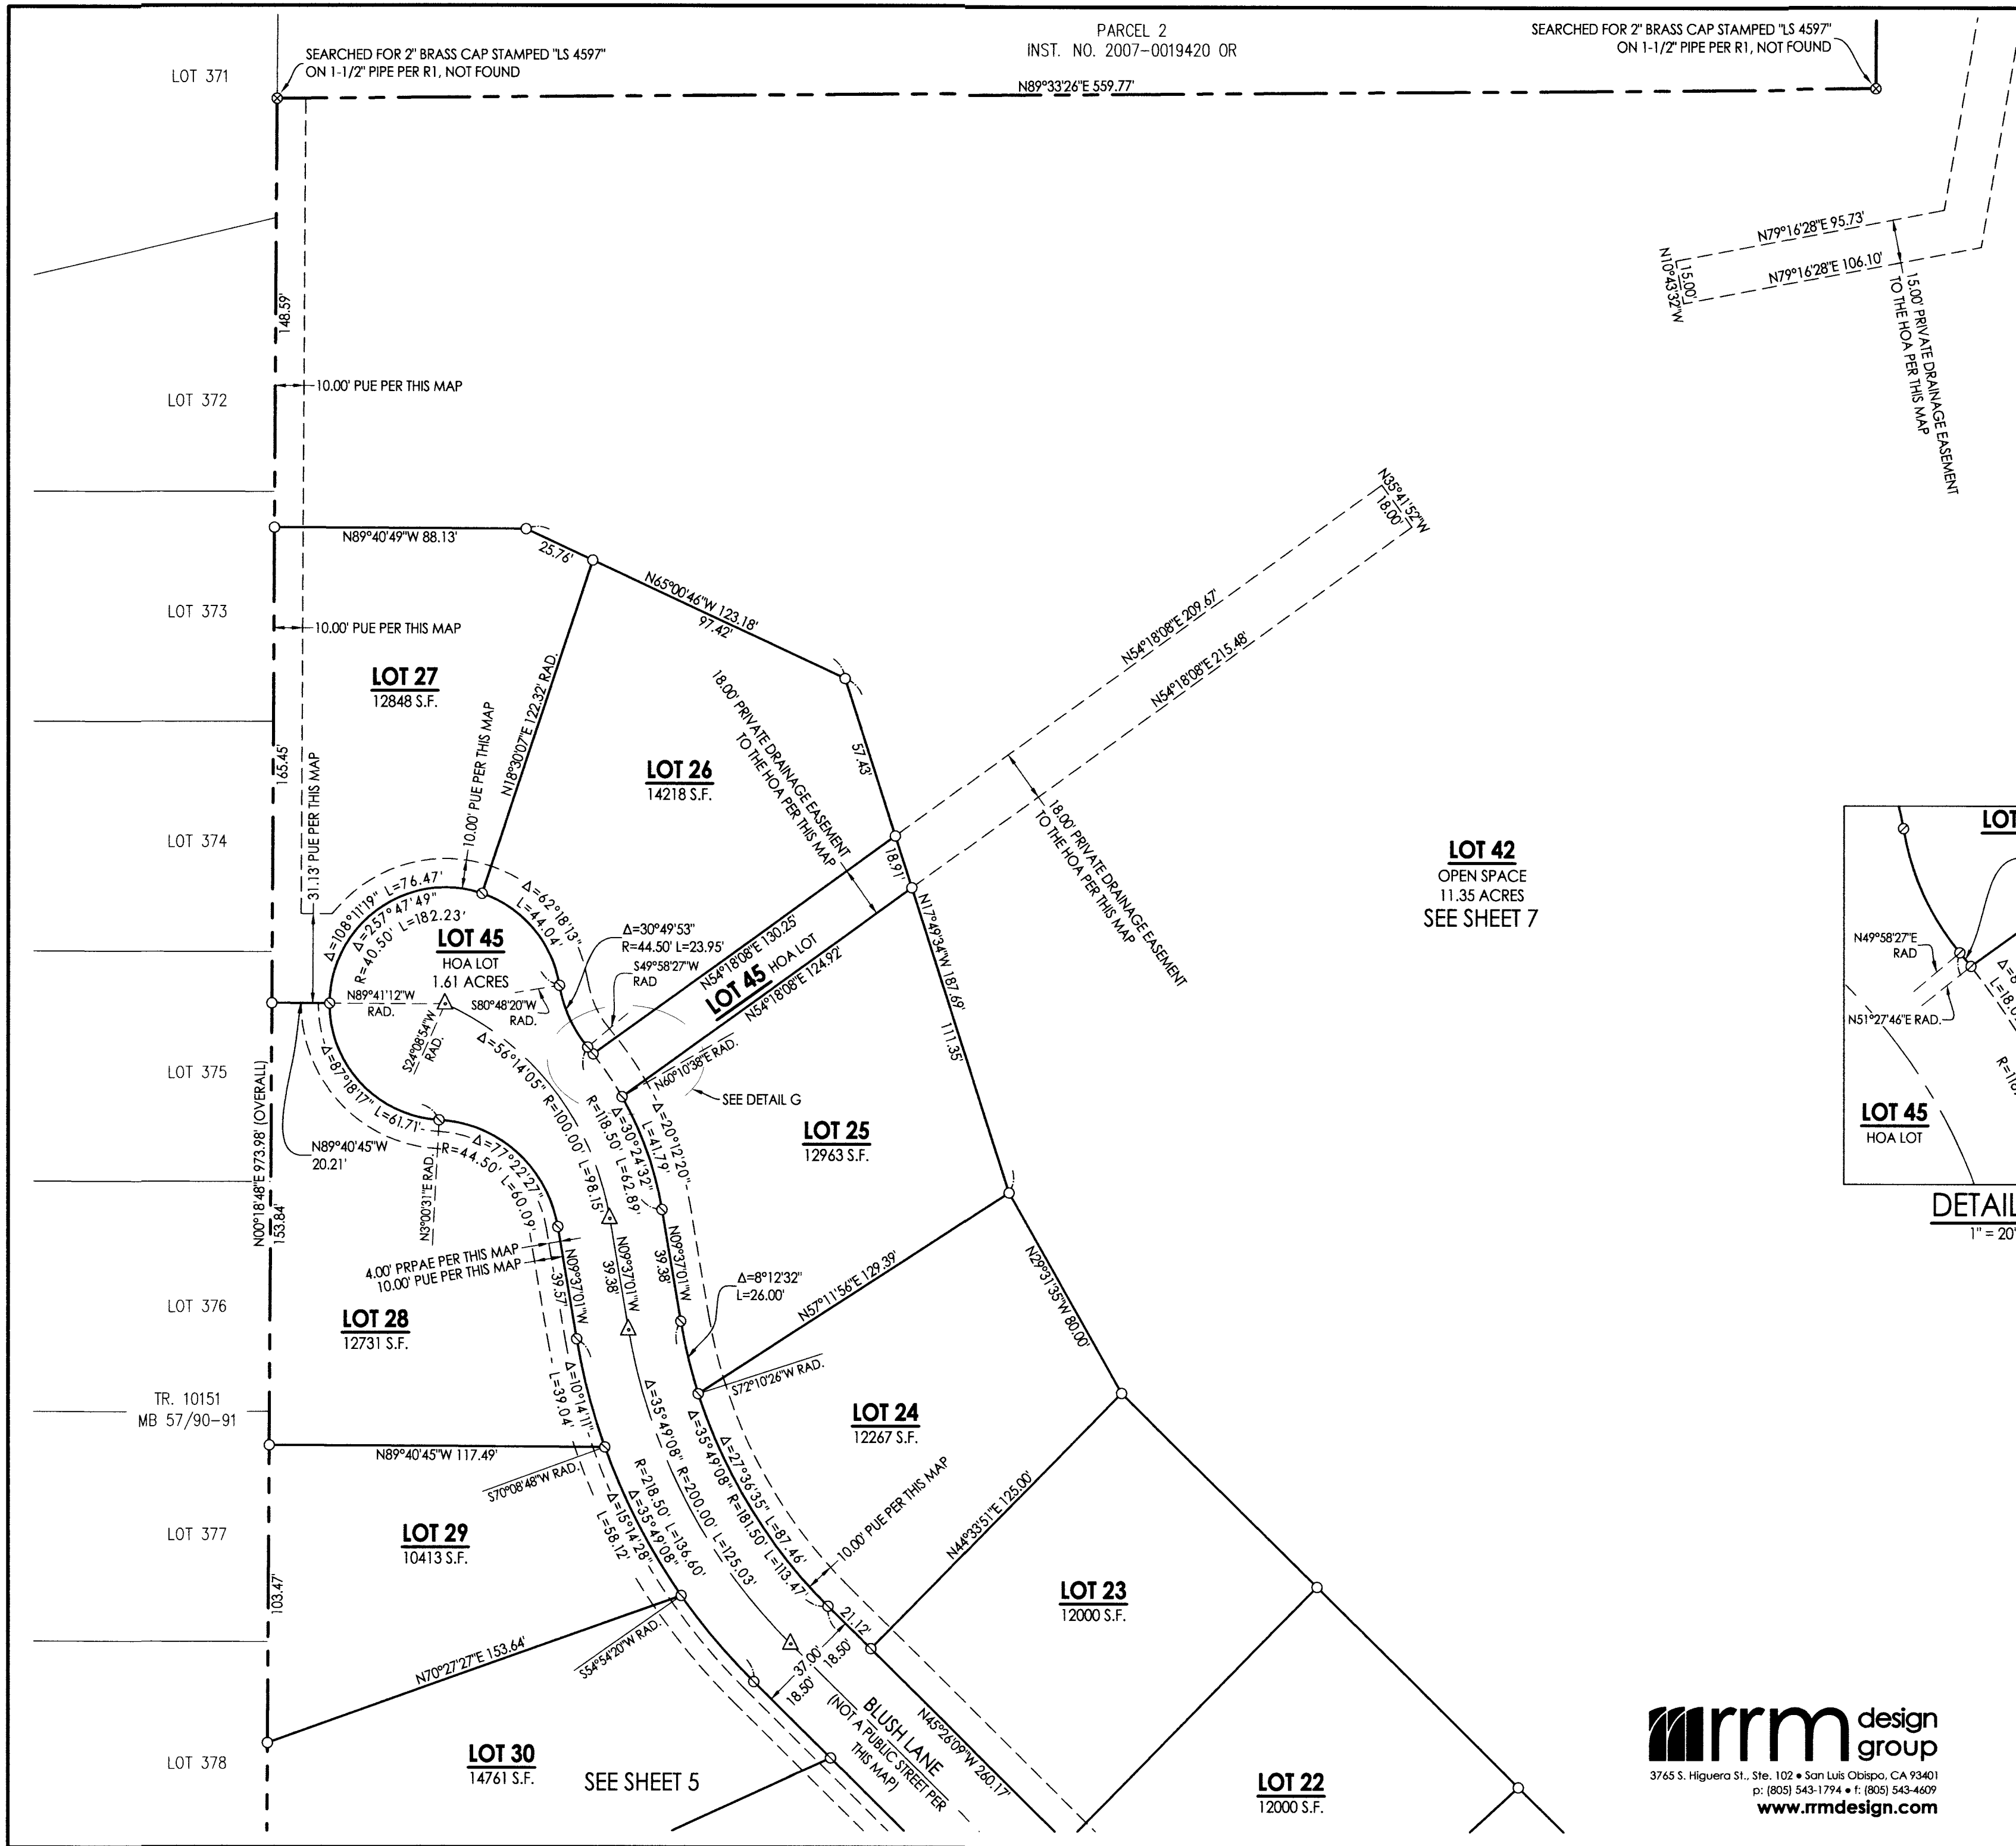 PARCEL 2
INST. NO. 2007-0019420 OR
SEARCHED FOR 2" BRASS CAP STAMPED "LS 4597"
ON 1-1/2" PIPE PER R1, NOT FOUND
SEARCHED FOR 2" BRASS CAP STAMPED "LS 4597"
ON 1-1/2" PIPE PER R1, NOT FOUND
N89°33'26"E 559.77'
LOT 371
LOT 372
LOT 373
LOT 374
LOT 375
LOT 376
TR. 10151
MB 57/90-91
LOT 377
LOT 378
148.59'
10.00' PUE PER THIS MAP
N79°16'28"E 95.73'
N79°16'28"E 106.10'
15.00'
N10°43'32"W
15.00' PRIVATE DRAINAGE EASEMENT
TO THE HOA PER THIS MAP
N35°41'52"W
18.00'
N89°40'49"W 88.13'
25.76'
N65°00'46"W 123.18'
97.42'
10.00' PUE PER THIS MAP
LOT 27
12848 S.F.
N18°30'07"E 122.32' RAD.
10.00' PUE PER THIS MAP
165.45'
31.13' PUE PER THIS MAP
LOT 26
14218 S.F.
18.00' PRIVATE DRAINAGE EASEMENT
TO THE HOA PER THIS MAP
57.43'
N54°18'08"E 209.67'
N54°18'08"E 215.48'
18.00' PRIVATE DRAINAGE EASEMENT
TO THE HOA PER THIS MAP
18.91'
N17°49'34"W 187.69'
111.35'
LOT 42
OPEN SPACE
11.35 ACRES
SEE SHEET 7
Δ=108°11'19" L=76.47'
Δ=257°47'49"
R=40.50' L=182.23'
Δ=62°18'13"
L=44.04'
LOT 45
HOA LOT
1.61 ACRES
Δ=30°49'53"
R=44.50' L=23.95'
S49°58'27"W
RAD
N54°18'08"E 130.25'
LOT 45 HOA LOT
N54°18'08"E 124.92'
N89°41'12"W
RAD.
S80°48'20"W
RAD.
S24°08'54"W
RAD.
Δ=56°14'05" R=100.00' L=98.15'
N60°10'38"E RAD.
SEE DETAIL G
Δ=87°18'17" L=61.71'
N89°40'45"W
20.21'
N00°18'48"E 973.98' (OVERALL)
153.84'
N3°00'31"E RAD.
Δ=77°22'27"
R=44.50' L=60.09'
R=118.50' L=62.89'
Δ=30°24'32"
L=41.79'
Δ=20°12'20"
LOT 25
12963 S.F.
4.00' PRPAE PER THIS MAP
10.00' PUE PER THIS MAP
N09°37'01"W
39.57'
N09°37'01"W
39.38'
N09°37'01"W
39.38'
Δ=8°12'32"
L=26.00'
N57°11'56"E 129.39'
N29°31'35"W 80.00'
LOT 28
12731 S.F.
Δ=10°14'11"
L=39.04'
S72°10'26"W RAD.
N89°40'45"W 117.49'
S70°08'48"W RAD.
LOT 24
12267 S.F.
Δ=35°49'08" R=200.00' L=125.03'
Δ=27°36'35" L=87.46'
Δ=35°49'08" R=181.50' L=113.47'
10.00' PUE PER THIS MAP
N44°33'51"E 125.00'
LOT 29
10413 S.F.
R=218.50' L=136.60'
Δ=35°49'08"
Δ=15°14'28"
L=58.12'
103.47'
N70°27'27"E 153.64'
S54°54'20"W RAD.
LOT 23
12000 S.F.
21.12'
18.50'
37.00'
18.50'
BLUSH LANE
(NOT A PUBLIC STREET PER
THIS MAP)
N45°26'09"W 260.17'
LOT 30
14761 S.F.
SEE SHEET 5
LOT 22
12000 S.F.
LOT
N49°58'27"E
RAD
N51°27'46"E RAD.
LOT 45
HOA LOT
DETAIL
1" = 20'
rrm design
group
3765 S. Higuera St., Ste. 102 • San Luis Obispo, CA 93401
p: (805) 543-1794 • f: (805) 543-4609
www.rrmdesign.com